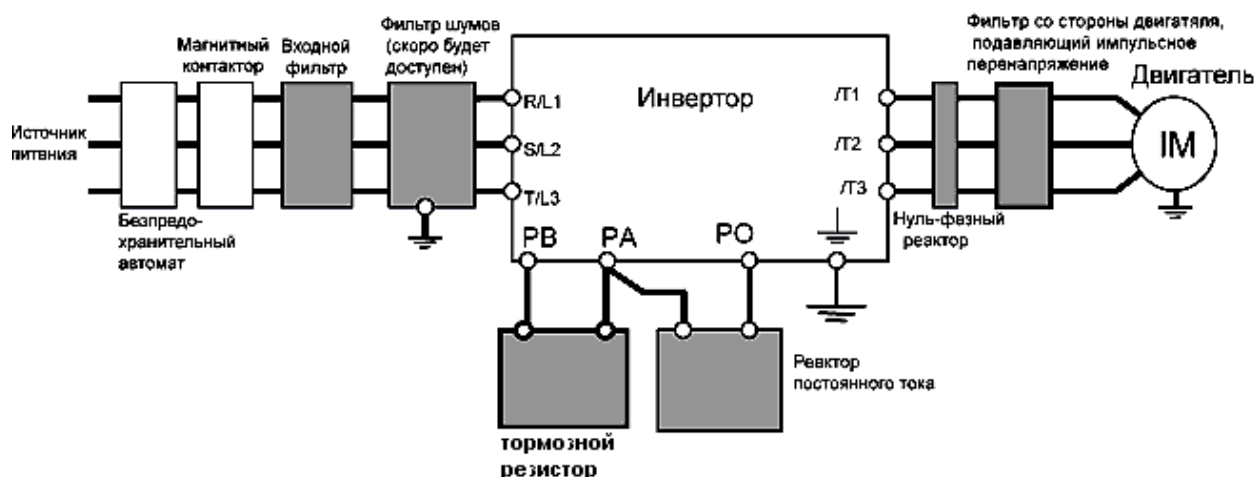 Источник
питания
Безпредо-
хранительный
автомат
Магнитный
контактор
Входной
фильтр
Фильтр шумов
(скоро будет
доступен)
R/L1
S/L2
T/L3
Инвертор
/T1
/T2
/T3
PB
PA
PO
тормозной
резистор
Реактор
постоянного тока
Нуль-фазный
реактор
Фильтр со стороны двигатяля,
подавляющий импульсное
перенапряжение
Двигатель
IM